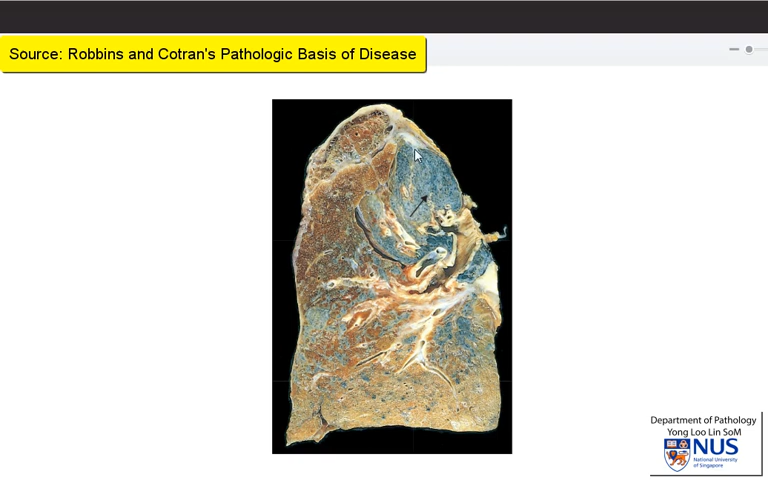 Source: Robbins and Cotran's Pathologic Basis of Disease
Department of Pathology
Yong Loo Lin SoM
NUS
National University
of Singapore